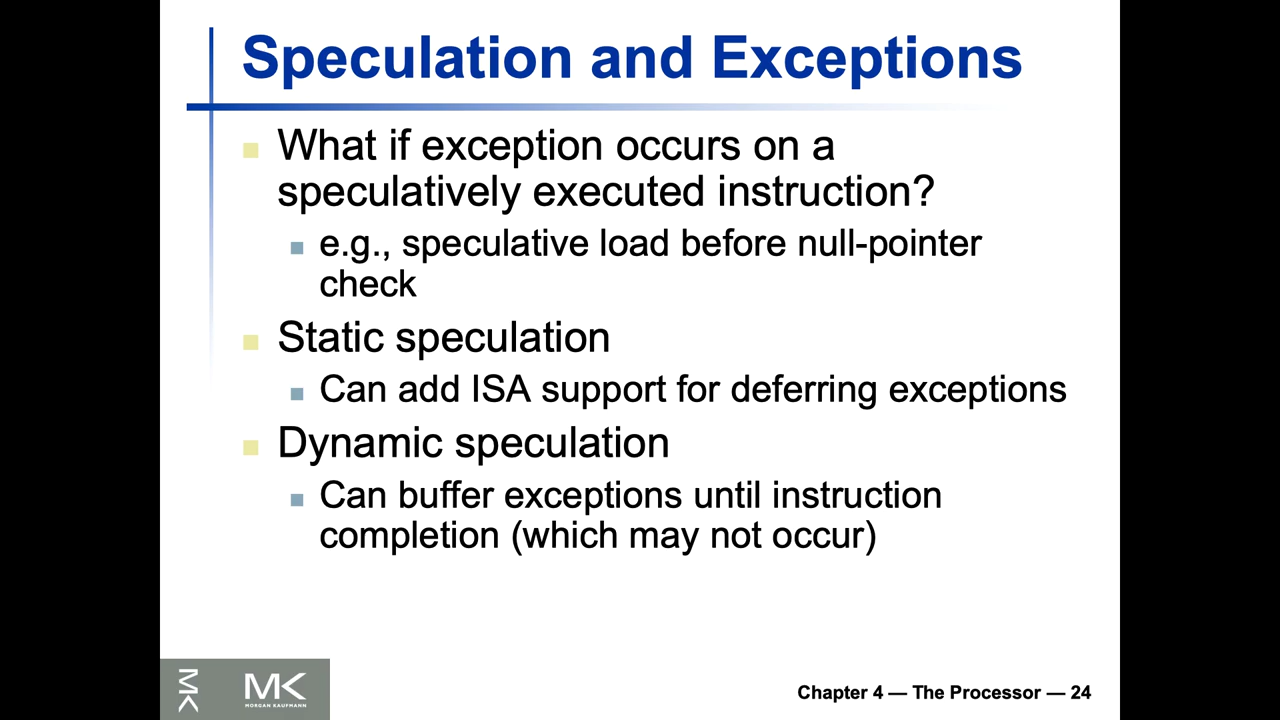 Speculation and Exceptions
What if exception occurs on a
speculatively executed instruction?
e.g., speculative load before null-pointer
check
Static speculation
Can add ISA support for deferring exceptions
Dynamic speculation
Can buffer exceptions until instruction
completion (which may not occur)
MK
MK
MORGAN KAUFMANN
Chapter 4 — The Processor — 24